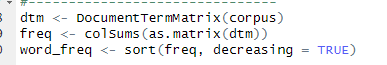 #-------------------------------
dtm <- DocumentTermMatrix(corpus)
freq <- colSums(as.matrix(dtm))
word_freq <- sort(freq, decreasing = TRUE)